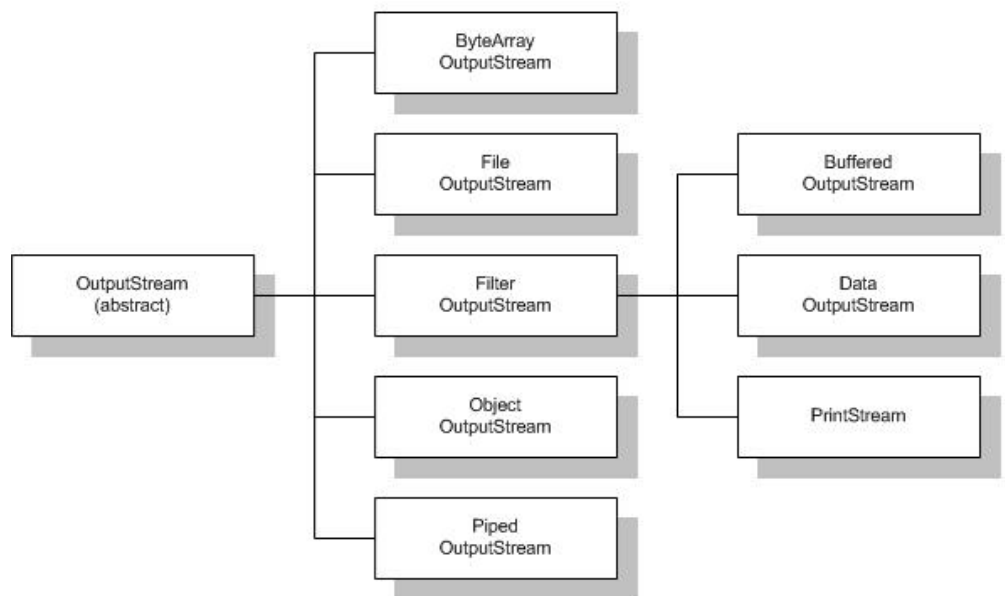 ByteArray
OutputStream
File
OutputStream
Buffered
OutputStream
OutputStream
(abstract)
Filter
OutputStream
Data
OutputStream
Object
OutputStream
PrintStream
Piped
OutputStream